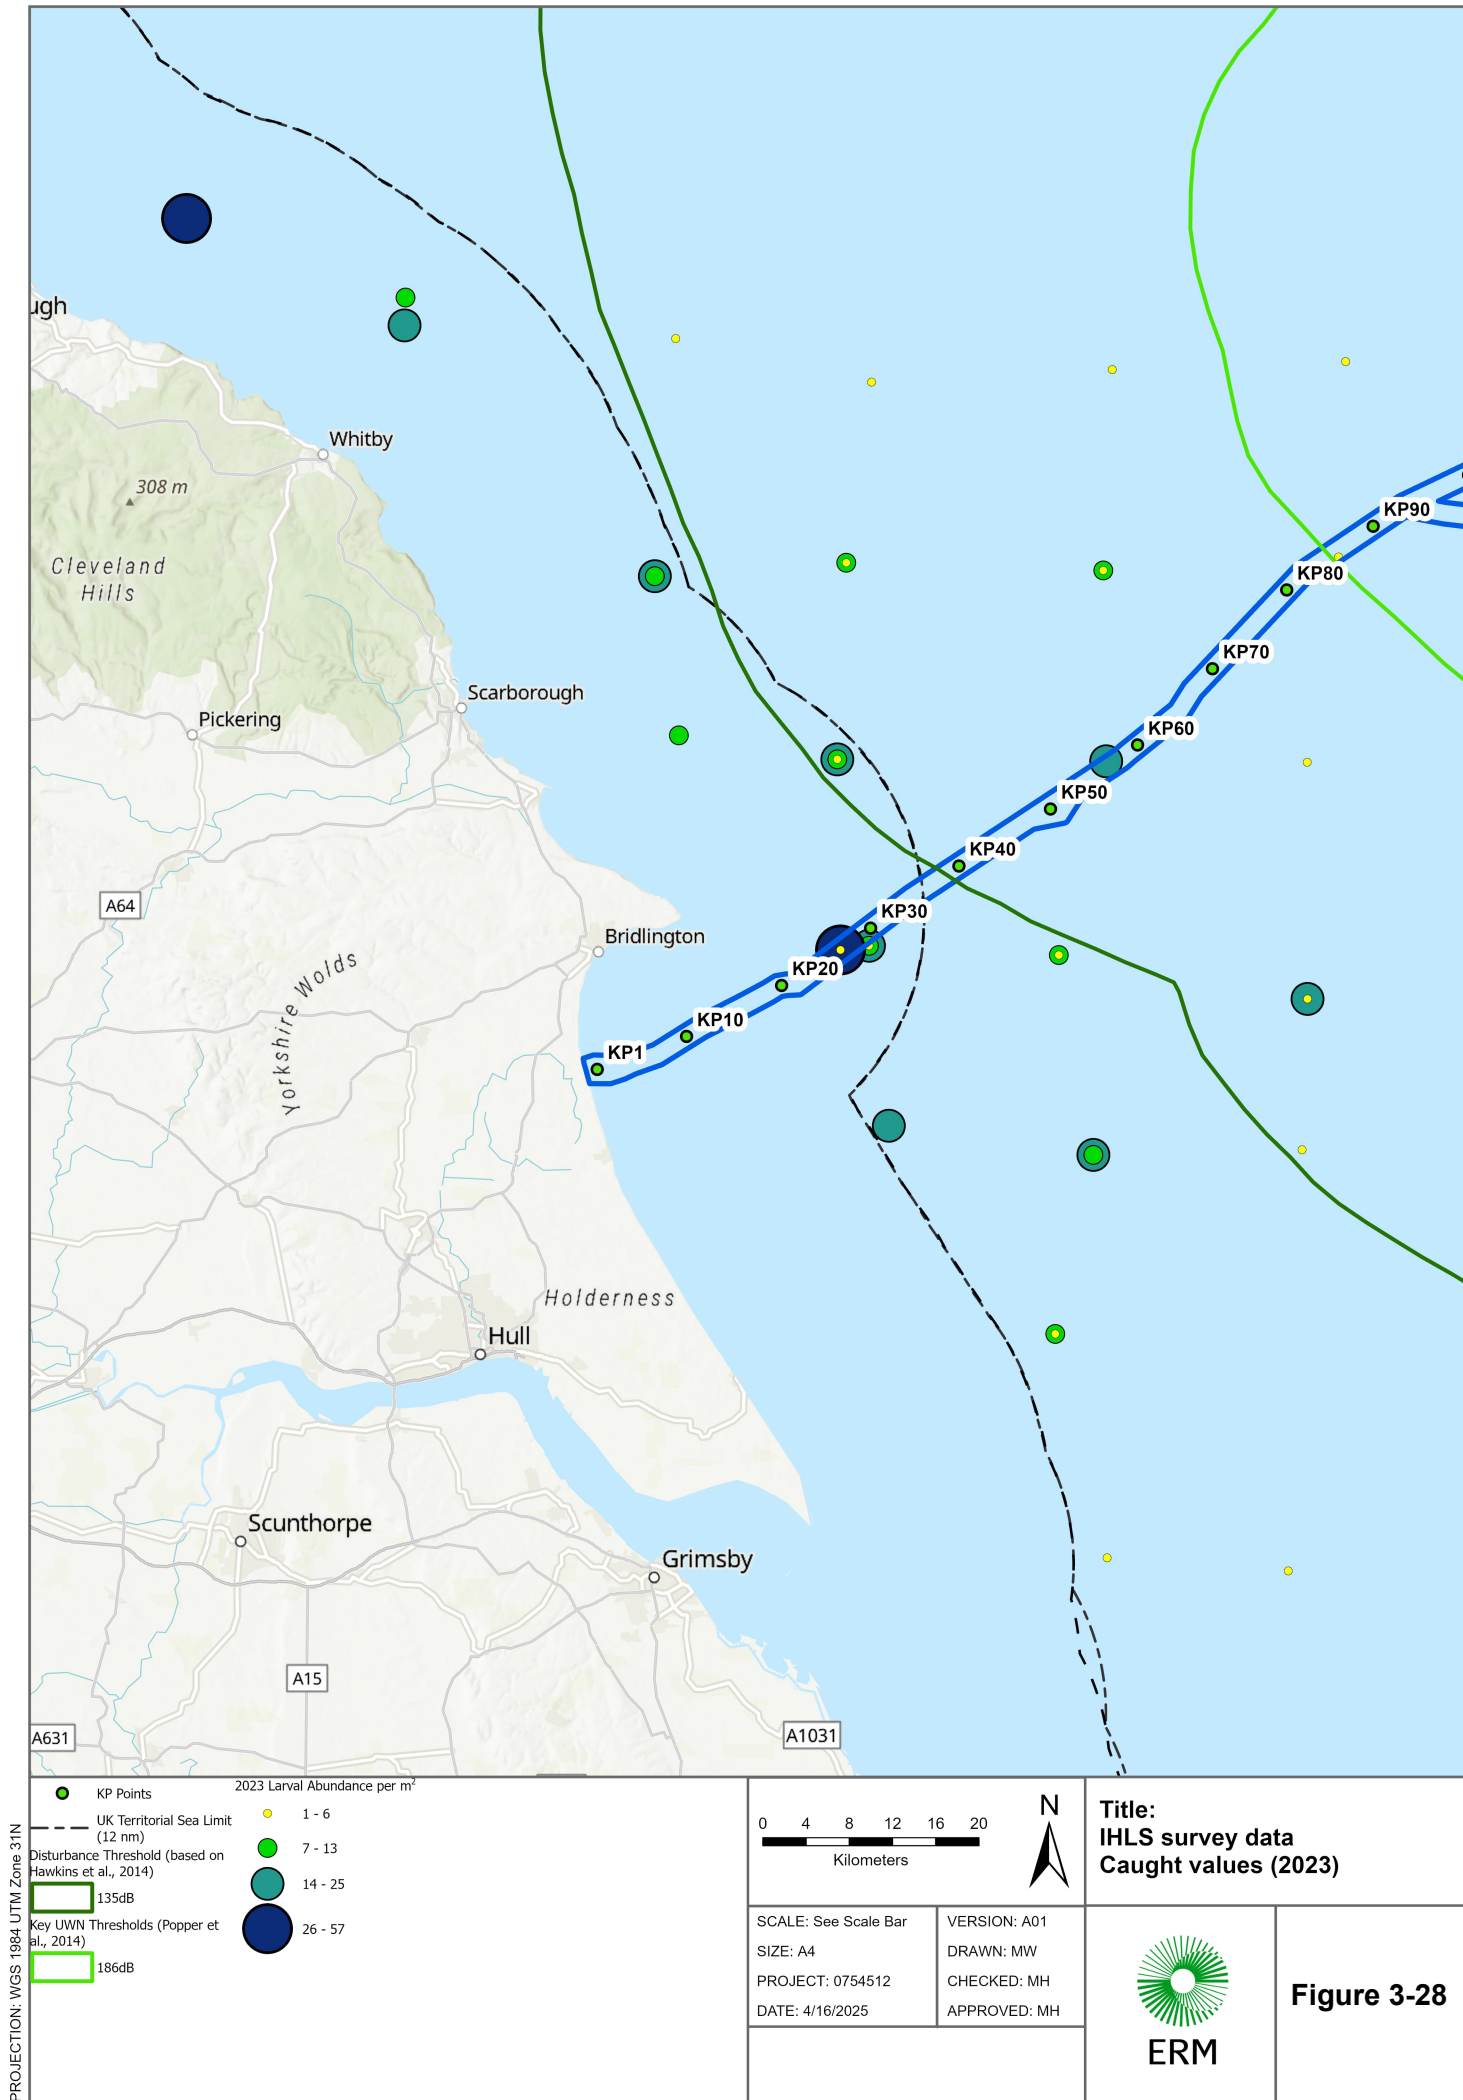 ugh
Whitby
308 m
Cleveland
Hills
KP90
KP80
KP70
Scarborough
Pickering
KP60
KP50
KP40
A64
KP30
Bridlington
KP20
Yorkshire Wolds
KP10
KP1
Holderness
Hull
Scunthorpe
Grimsby
A15
A631
A1031
PROJECTION: WGS 1984 UTM Zone 31N
KP Points
UK Territorial Sea Limit
(12 nm)
Disturbance Threshold (based on
Hawkins et al., 2014)
135dB
Key UWN Thresholds (Popper et
al., 2014)
186dB
2023 Larval Abundance per m²
1 - 6
7 - 13
14 - 25
26 - 57
0 4 8 12 16 20
Kilometers
N
Title:
IHLS survey data
Caught values (2023)
SCALE: See Scale Bar
SIZE: A4
PROJECT: 0754512
DATE: 4/16/2025
VERSION: A01
DRAWN: MW
CHECKED: MH
APPROVED: MH
ERM
Figure 3-28